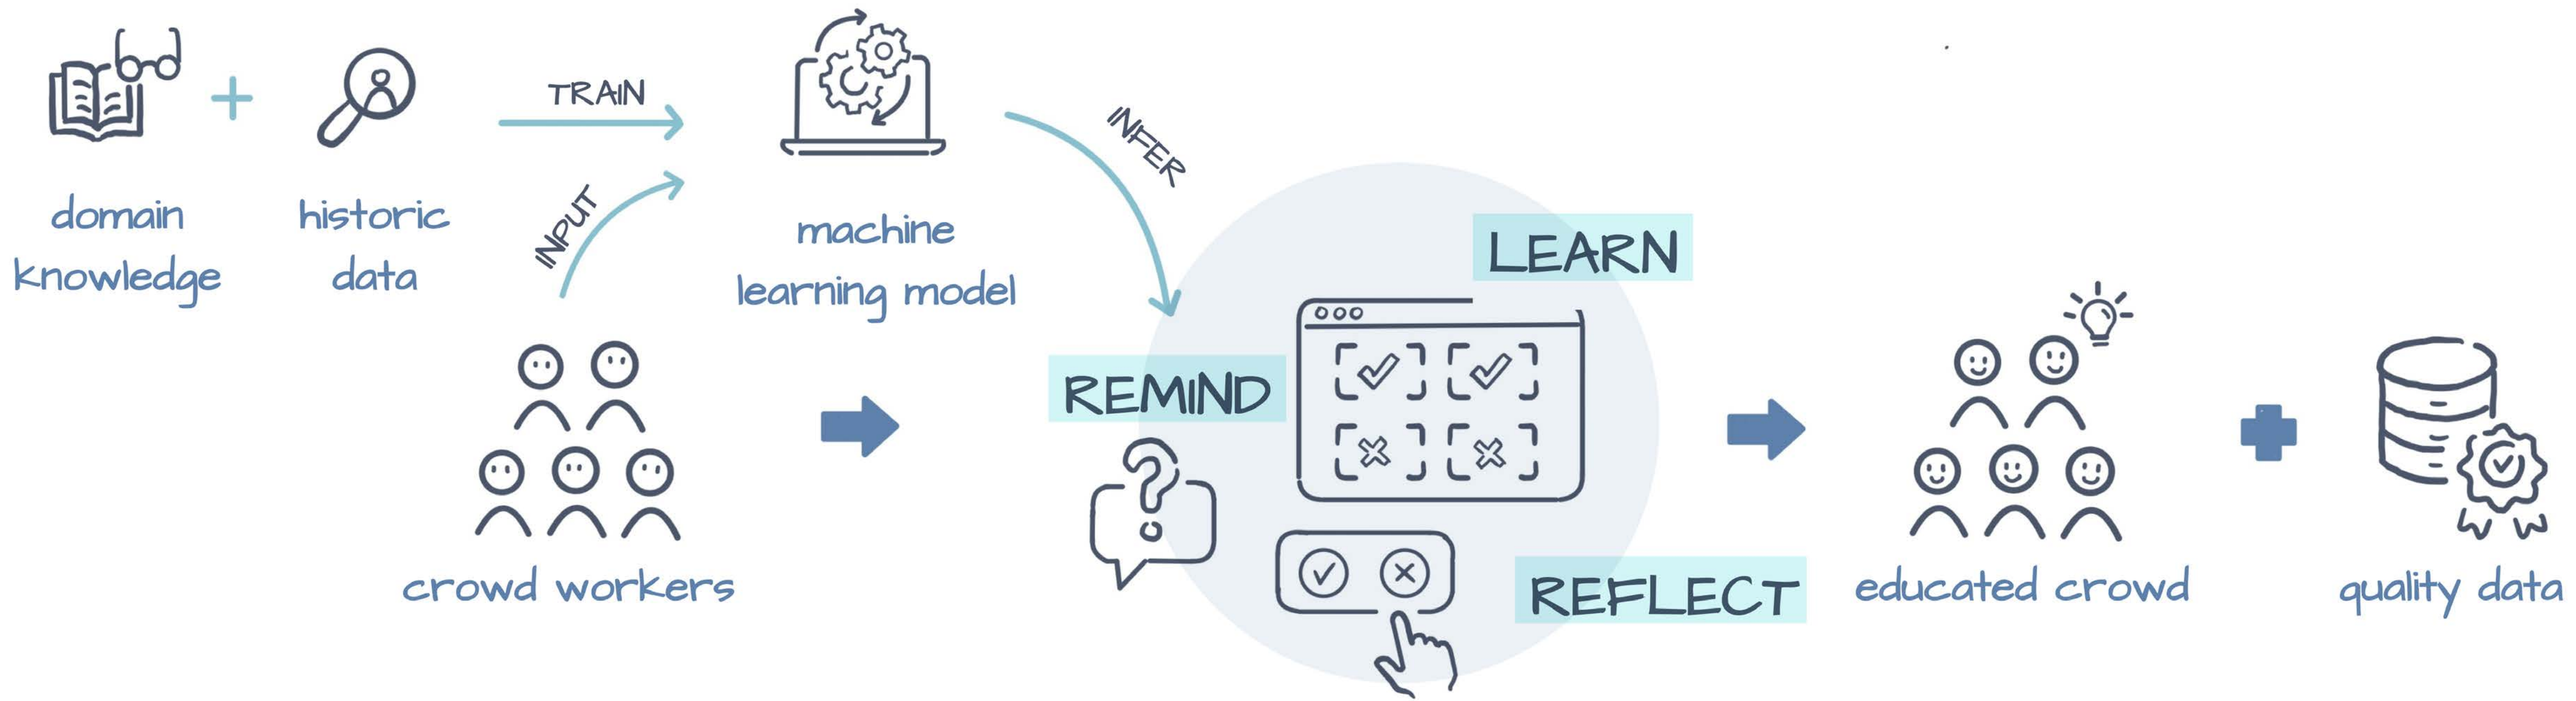 TRAIN
domain
knowledge
historic
data
INPUT
machine
learning model
INFER
crowd workers
REMIND
LEARN
REFLECT
educated crowd
quality data